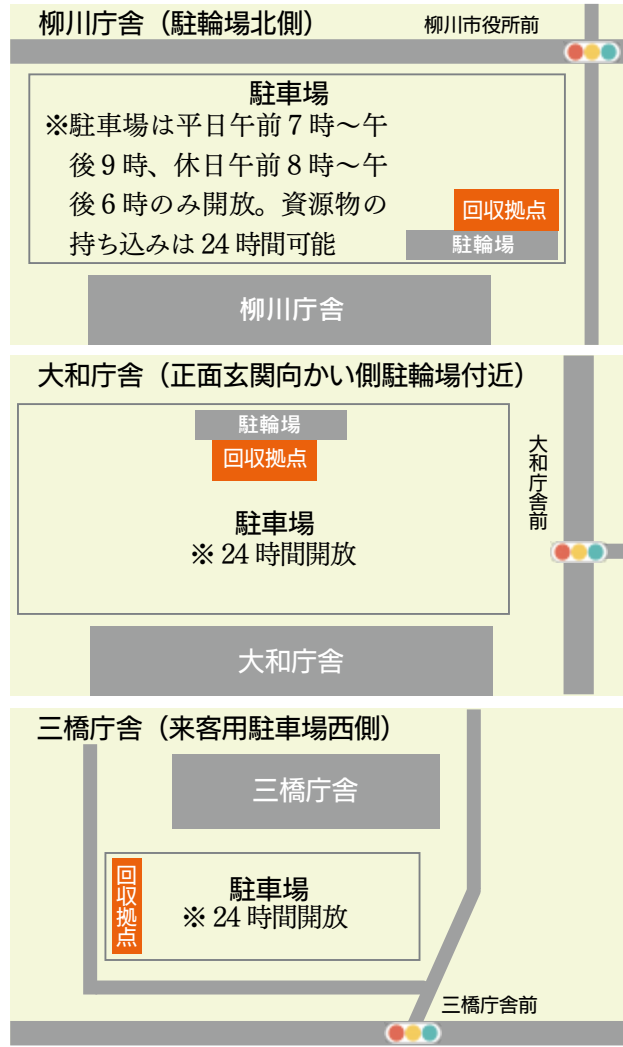 柳川庁舎（駐輪場北側）
柳川市役所前
駐車場
※駐車場は平日午前７時～午
後９時、休日午前８時～午
後６時のみ開放。資源物の
持ち込みは 24 時間可能
回収拠点
駐輪場
柳川庁舎
大和庁舎（正面玄関向かい側駐輪場付近）
駐輪場
回収拠点
大和庁舎前
駐車場
※ 24 時間開放
大和庁舎
三橋庁舎（来客用駐車場西側）
三橋庁舎
回収拠点
駐車場
※ 24 時間開放
三橋庁舎前